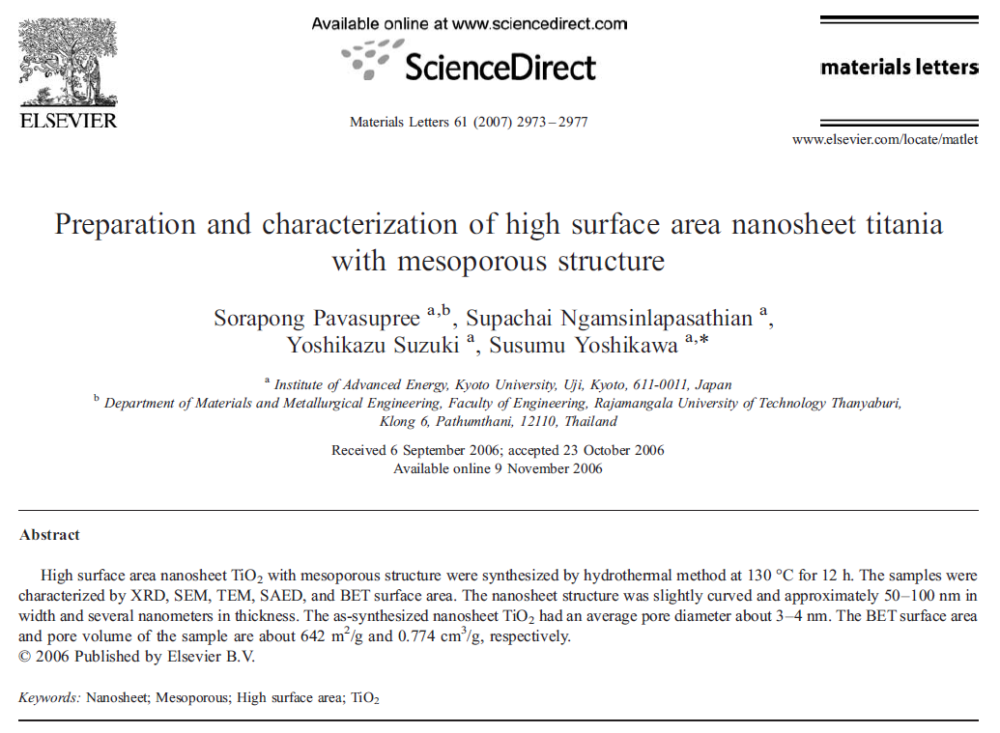 Available online at www.sciencedirect.com
ELSEVIER
ScienceDirect
materials letters
Materials Letters 61 (2007) 2973–2977
www.elsevier.com/locate/matlet
Preparation and characterization of high surface area nanosheet titania
with mesoporous structure
Sorapong Pavasupree a,b, Supachai Ngamsinlapasathian a,
Yoshikazu Suzuki a, Susumu Yoshikawa a,*
a Institute of Advanced Energy, Kyoto University, Uji, Kyoto, 611-0011, Japan
b Department of Materials and Metallurgical Engineering, Faculty of Engineering, Rajamangala University of Technology Thanyaburi,
Klong 6, Pathumthani, 12110, Thailand
Received 6 September 2006; accepted 23 October 2006
Available online 9 November 2006
Abstract
High surface area nanosheet TiO2 with mesoporous structure were synthesized by hydrothermal method at 130 °C for 12 h. The samples were
characterized by XRD, SEM, TEM, SAED, and BET surface area. The nanosheet structure was slightly curved and approximately 50–100 nm in
width and several nanometers in thickness. The as-synthesized nanosheet TiO2 had an average pore diameter about 3–4 nm. The BET surface area
and pore volume of the sample are about 642 m²/g and 0.774 cm³/g, respectively.
© 2006 Published by Elsevier B.V.
Keywords: Nanosheet; Mesoporous; High surface area; TiO2